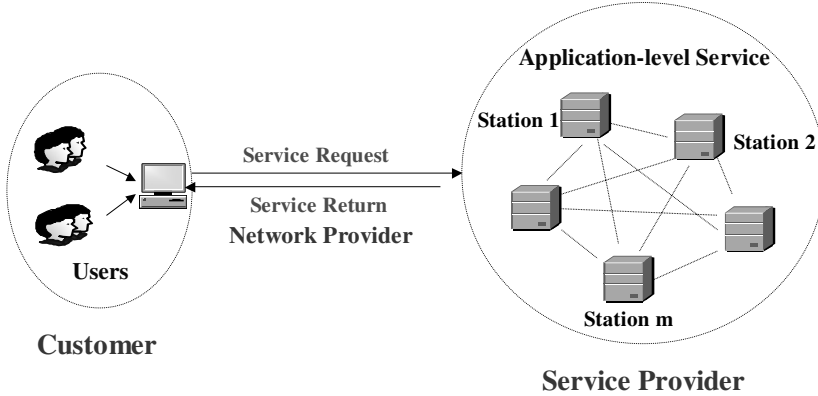 Application-level Service
Station 1
Station 2
Service Request
Service Return
Network Provider
Users
Station m
Customer
Service Provider